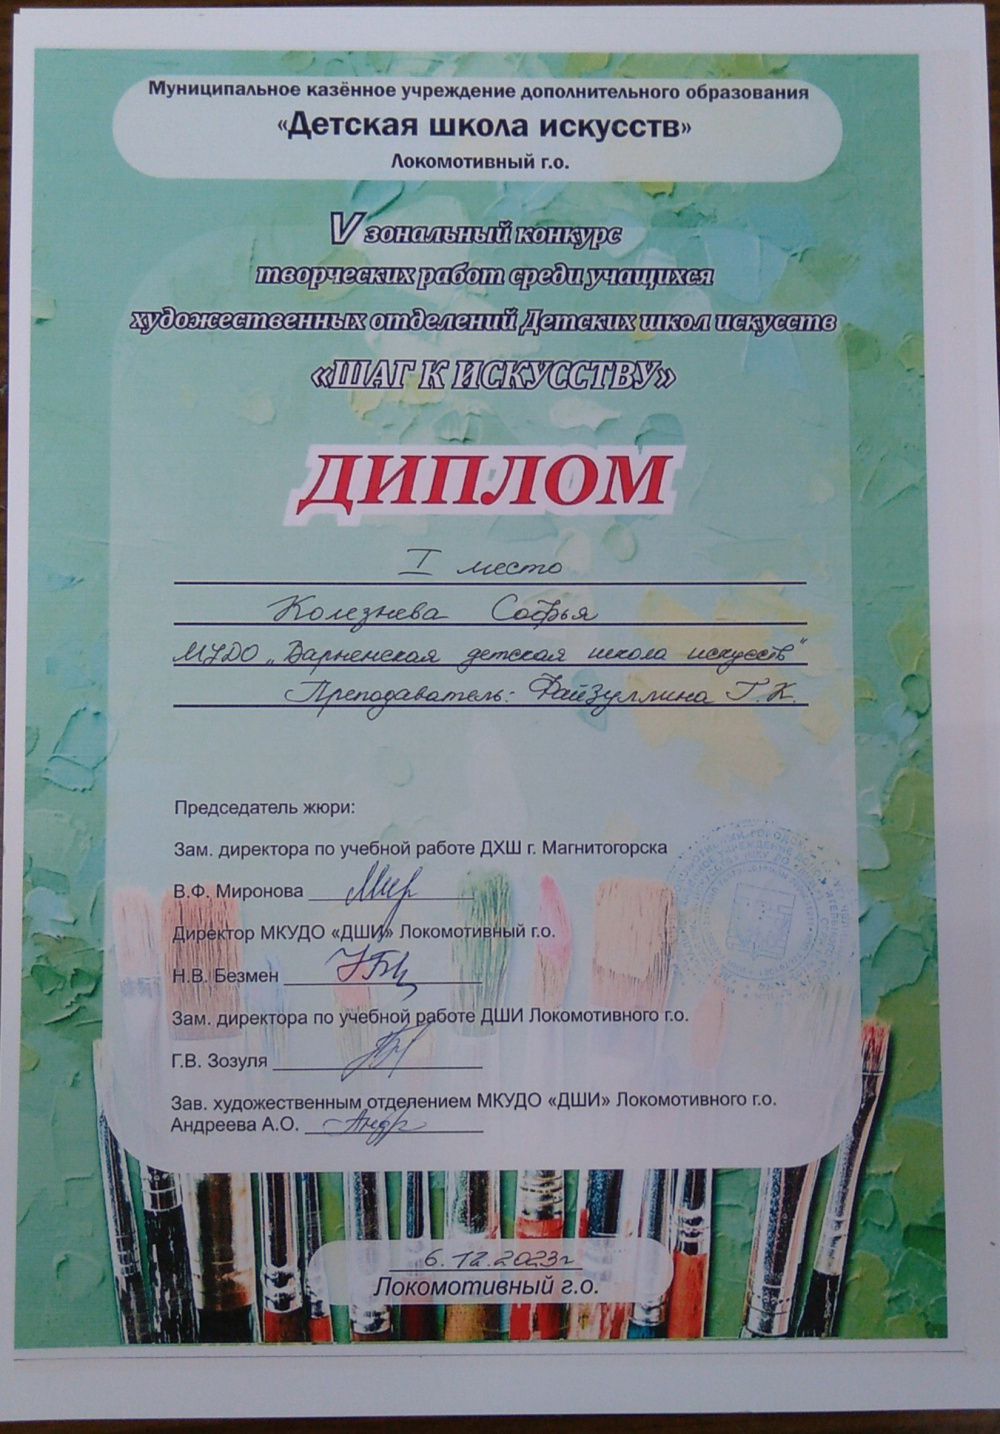 Муниципальное казённое учреждение дополнительного образования
«Детская школа искусств»
Локомотивный г.о.
V зональный конкурс
творческих работ среди учащихся
художественных отделений Детских школ искусств
«ШАГ К ИСКУССТВУ»
ДИПЛОМ
I место
Колезнева Софья
МУДО „Варненская детская школа искусств"
Преподаватель: Файзуллина Г.К.
Председатель жюри:
Зам. директора по учебной работе ДХШ г. Магнитогорска
В.Ф. Миронова
Директор МКУДО «ДШИ» Локомотивный г.о.
Н.В. Безмен
Зам. директора по учебной работе ДШИ Локомотивного г.о.
Г.В. Зозуля
Зав. художественным отделением МКУДО «ДШИ» Локомотивного г.о.
Андреева А.О.
6.12.2023г
Локомотивный г.о.